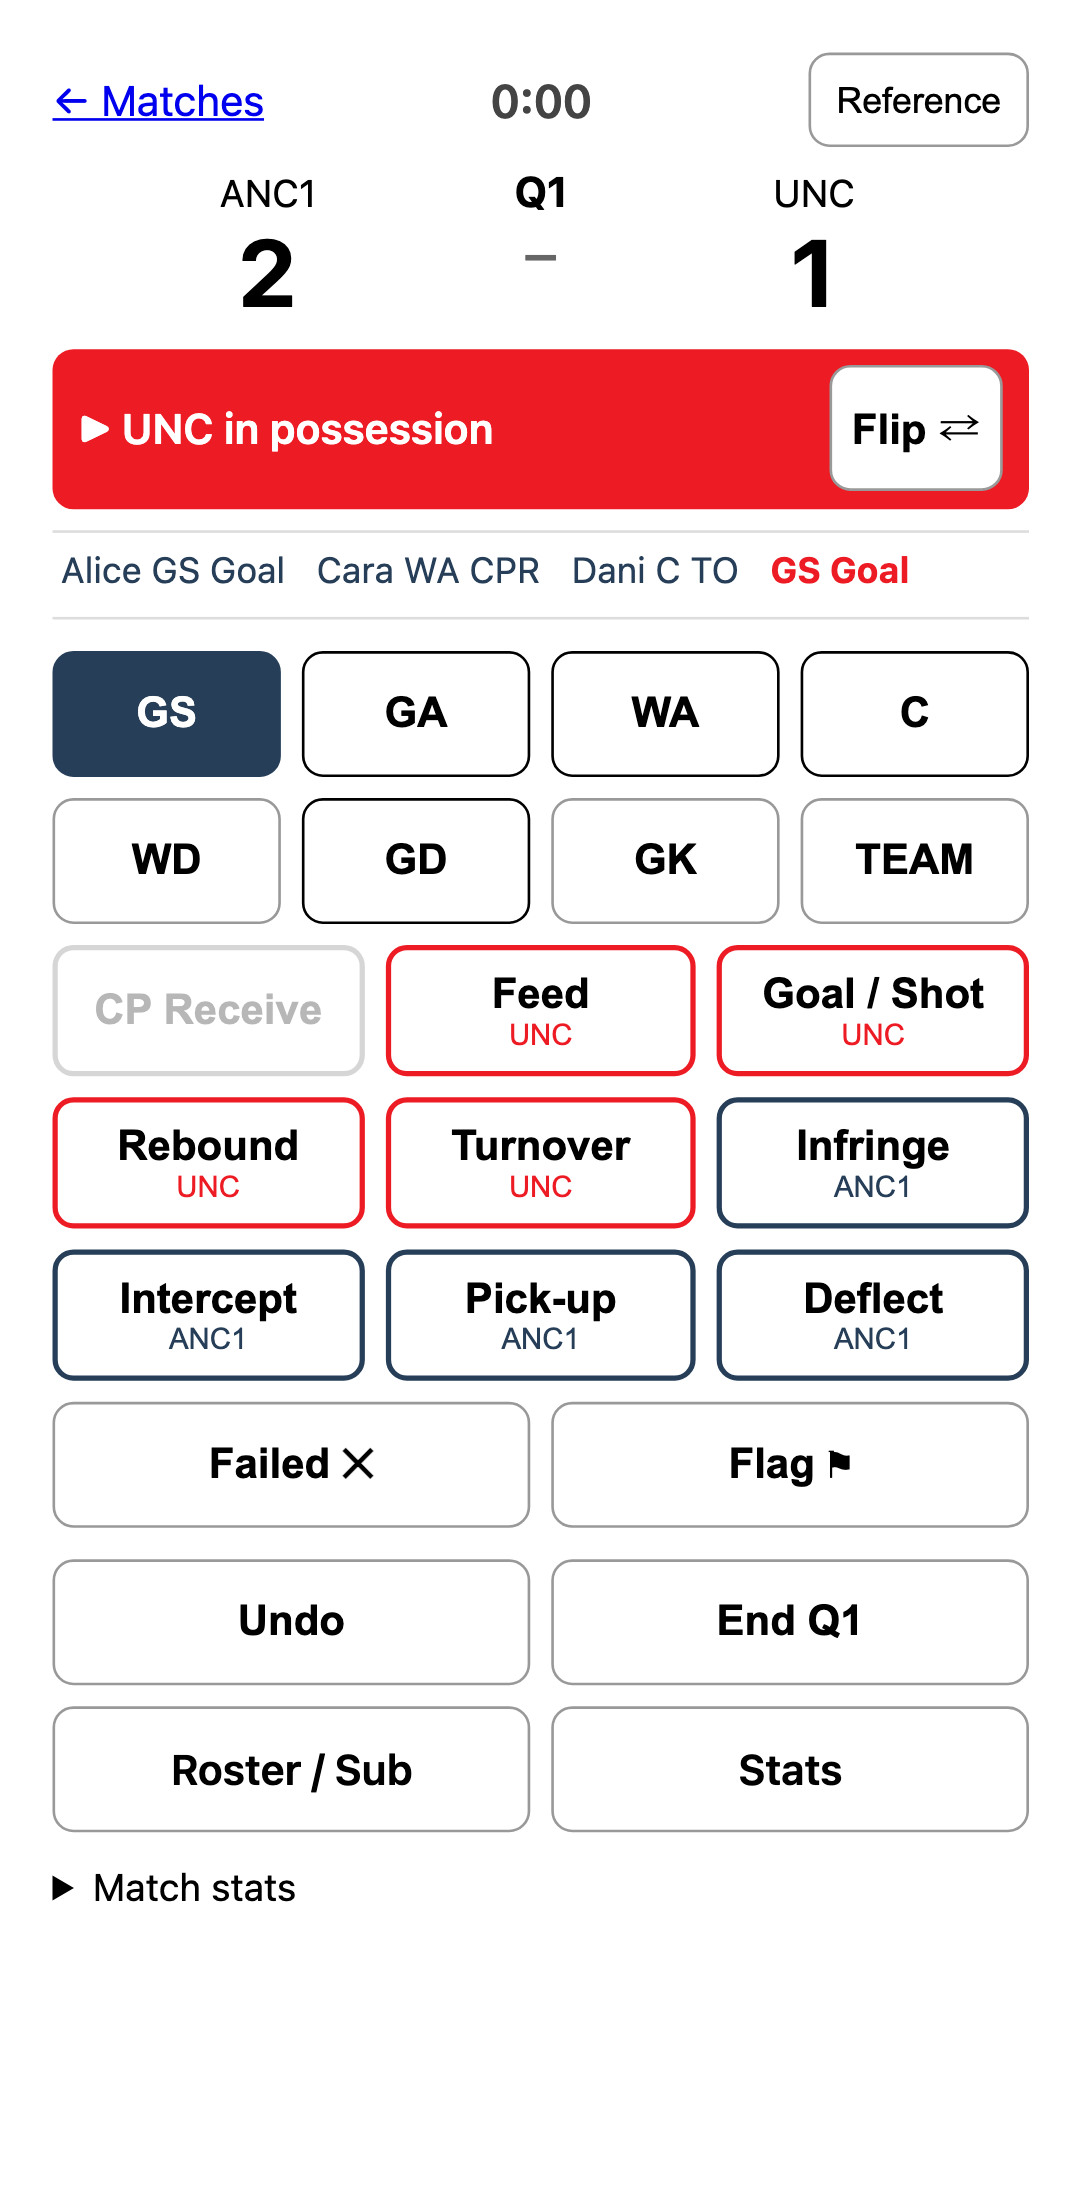 ← Matches 0:00 Reference
ANC1 Q1 UNC
2 – 1
▶ UNC in possession Flip ⇄
Alice GS Goal Cara WA CPR Dani C TO GS Goal
GS GA WA C
WD GD GK TEAM
CP Receive Feed Goal / Shot
UNC UNC
Rebound Turnover Infringe
UNC UNC ANC1
Intercept Pick-up Deflect
ANC1 ANC1 ANC1
Failed ✕ Flag ⚑
Undo End Q1
Roster / Sub Stats
▶ Match stats